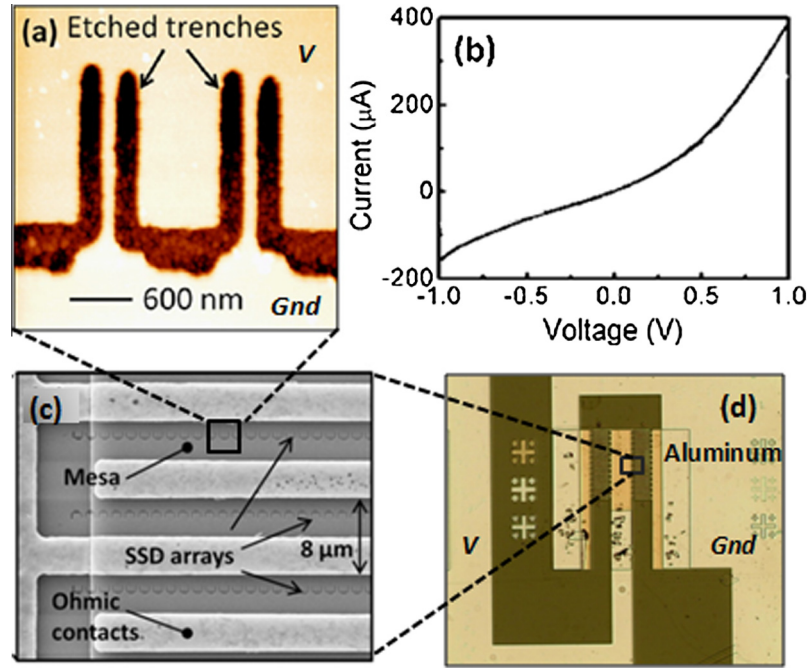 (a) Etched trenches
V
600 nm
Gnd
(b)
400
200
0
-200
-1.0 -0.5 0.0 0.5 1.0
Current (µA)
Voltage (V)
(c)
Mesa
SSD arrays
8 µm
Ohmic
contacts
(d)
Aluminum
V
Gnd